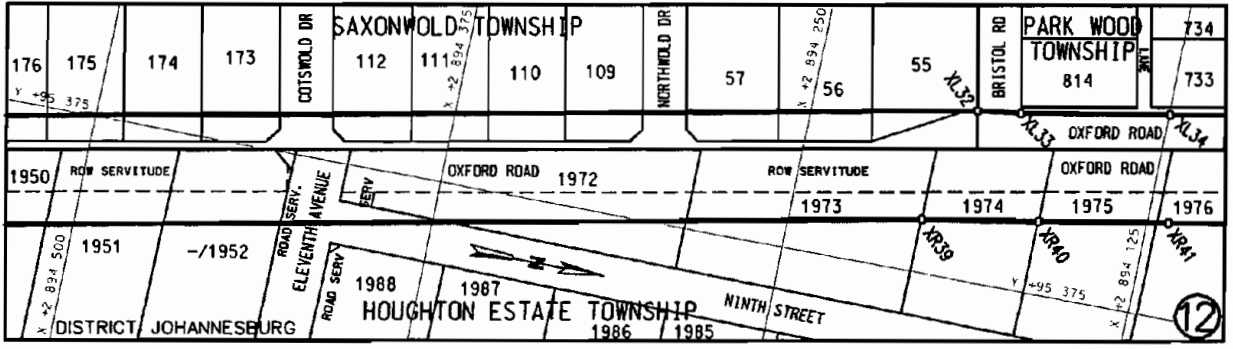 SAXONWOLD TOWNSHIP
PARK WOOD TOWNSHIP
734
176
175
174
173
COTSWOLD DR
112
111
X +2 894 375
110
109
NORTHWOLD DR
57
X +2 894 250
56
55
XL32
BRISTOL RD
814
LANE
733
Y +95 375
XL33
OXFORD ROAD
XL34
1950
ROW SERVITUDE
OXFORD ROAD
1972
ROW SERVITUDE
OXFORD ROAD
ROAD SERV.
ELEVENTH AVENUE
SERV
1973
1974
1975
1976
1951
-/1952
X +2 894 500
XR39
XR40
XR41
X +2 894 125
ROAD SERV
1988
1987
N
Y +95 375
HOUGHTON ESTATE TOWNSHIP
NINTH STREET
DISTRICT JOHANNESBURG
1986
1985
12